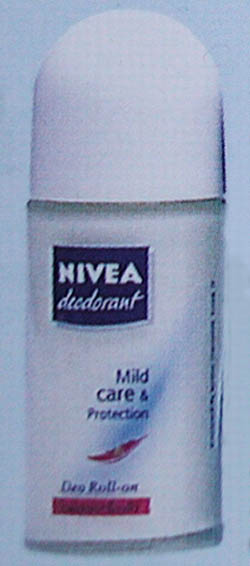 NIVEA
deodorant
Mild
care &
Protection
Deo Roll-on